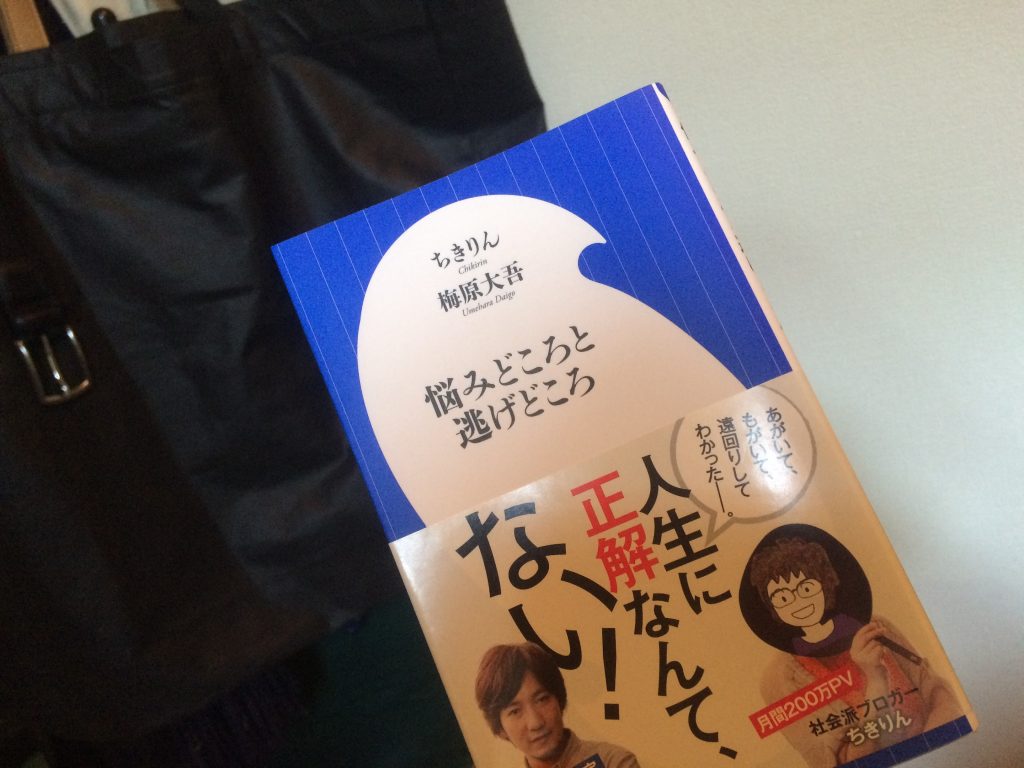 ちきりん
Chikirin
梅原大吾
Umehara Daigo
悩みどころと
逃げどころ
あがいて、
もがいて、
遠回りして
わかった――。
人生に
正解なんて、
ない!
月間200万PV
社会派ブロガー
ちきりん